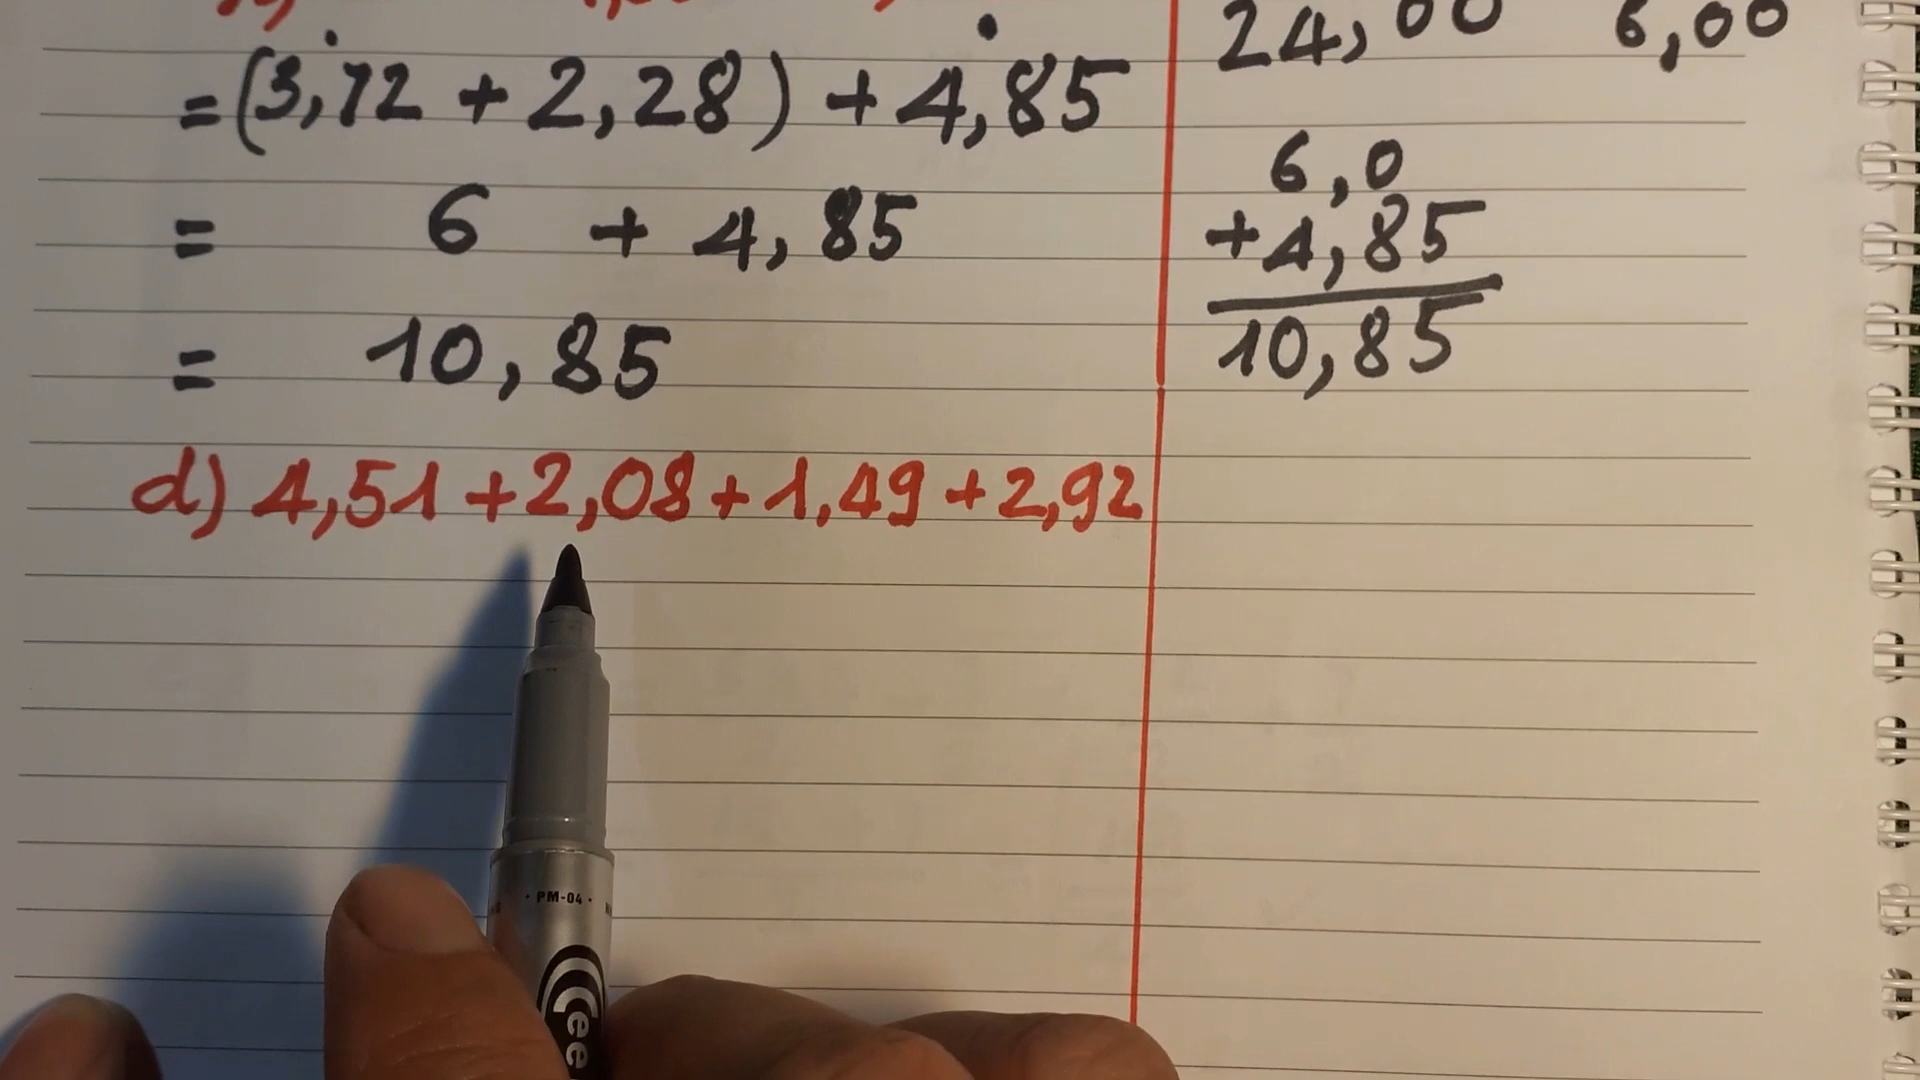 =(3,72 + 2,28) + 4,85
= 6 + 4,85
= 10,85
d) 4,51 + 2,08 + 1,49 + 2,92
24,00 6,00
6,0
+4,85
10,85
PM-04